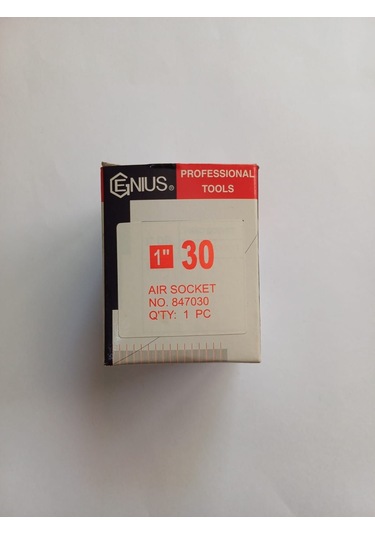 GENIUS®
PROFESSIONAL
TOOLS
1" 30
AIR SOCKET
NO. 847030
Q'TY: 1 PC